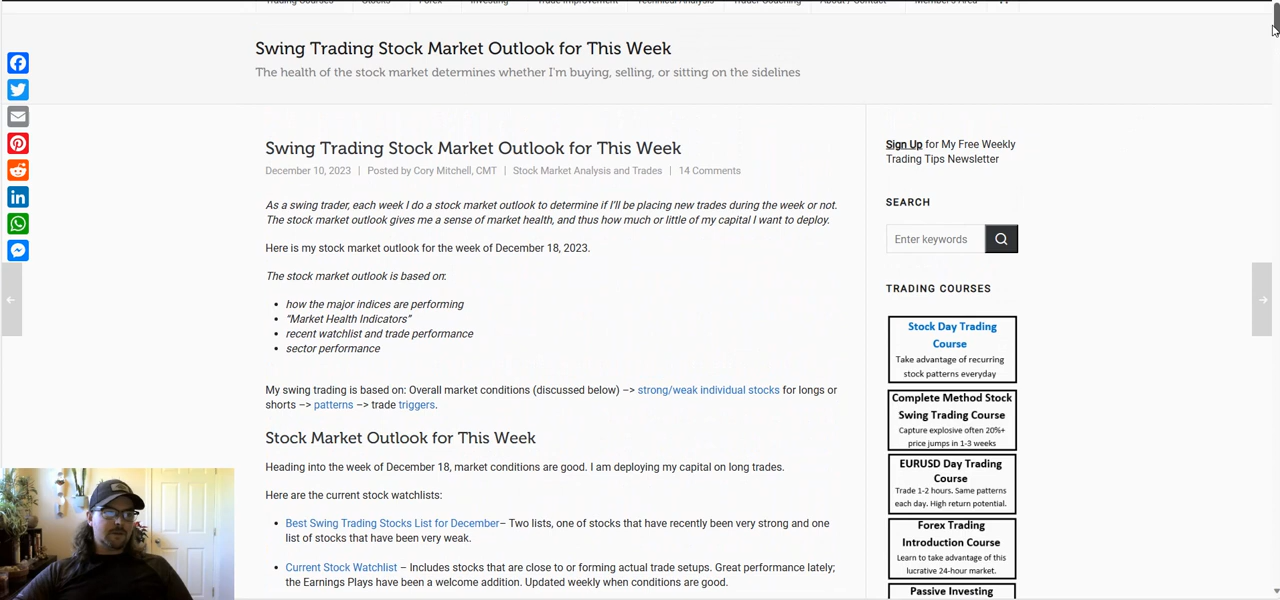 Trading Courses Stocks Forex Investing Trade Improvement Technical Analysis Trader Coaching About / Contact Member's Area
Swing Trading Stock Market Outlook for This Week
The health of the stock market determines whether I'm buying, selling, or sitting on the sidelines
Swing Trading Stock Market Outlook for This Week
December 10, 2023 | Posted by Cory Mitchell, CMT | Stock Market Analysis and Trades | 14 Comments
As a swing trader, each week I do a stock market outlook to determine if I'll be placing new trades during the week or not.
The stock market outlook gives me a sense of market health, and thus how much or little of my capital I want to deploy.
Here is my stock market outlook for the week of December 18, 2023.
The stock market outlook is based on:
how the major indices are performing
“Market Health Indicators”
recent watchlist and trade performance
sector performance
My swing trading is based on: Overall market conditions (discussed below) –> strong/weak individual stocks for longs or
shorts –> patterns –> trade triggers.
Stock Market Outlook for This Week
Heading into the week of December 18, market conditions are good. I am deploying my capital on long trades.
Here are the current stock watchlists:
Best Swing Trading Stocks List for December– Two lists, one of stocks that have recently been very strong and one
list of stocks that have been very weak.
Current Stock Watchlist – Includes stocks that are close to or forming actual trade setups. Great performance lately;
the Earnings Plays have been a welcome addition. Updated weekly when conditions are good.
Sign Up for My Free Weekly
Trading Tips Newsletter
SEARCH
Enter keywords
TRADING COURSES
Stock Day Trading
Course
Take advantage of recurring
stock patterns everyday
Complete Method Stock
Swing Trading Course
Capture explosive often 20%+
price jumps in 1-3 weeks
EURUSD Day Trading
Course
Trade 1-2 hours. Same patterns
each day. High return potential.
Forex Trading
Introduction Course
Learn to take advantage of this
lucrative 24-hour market.
Passive Investing